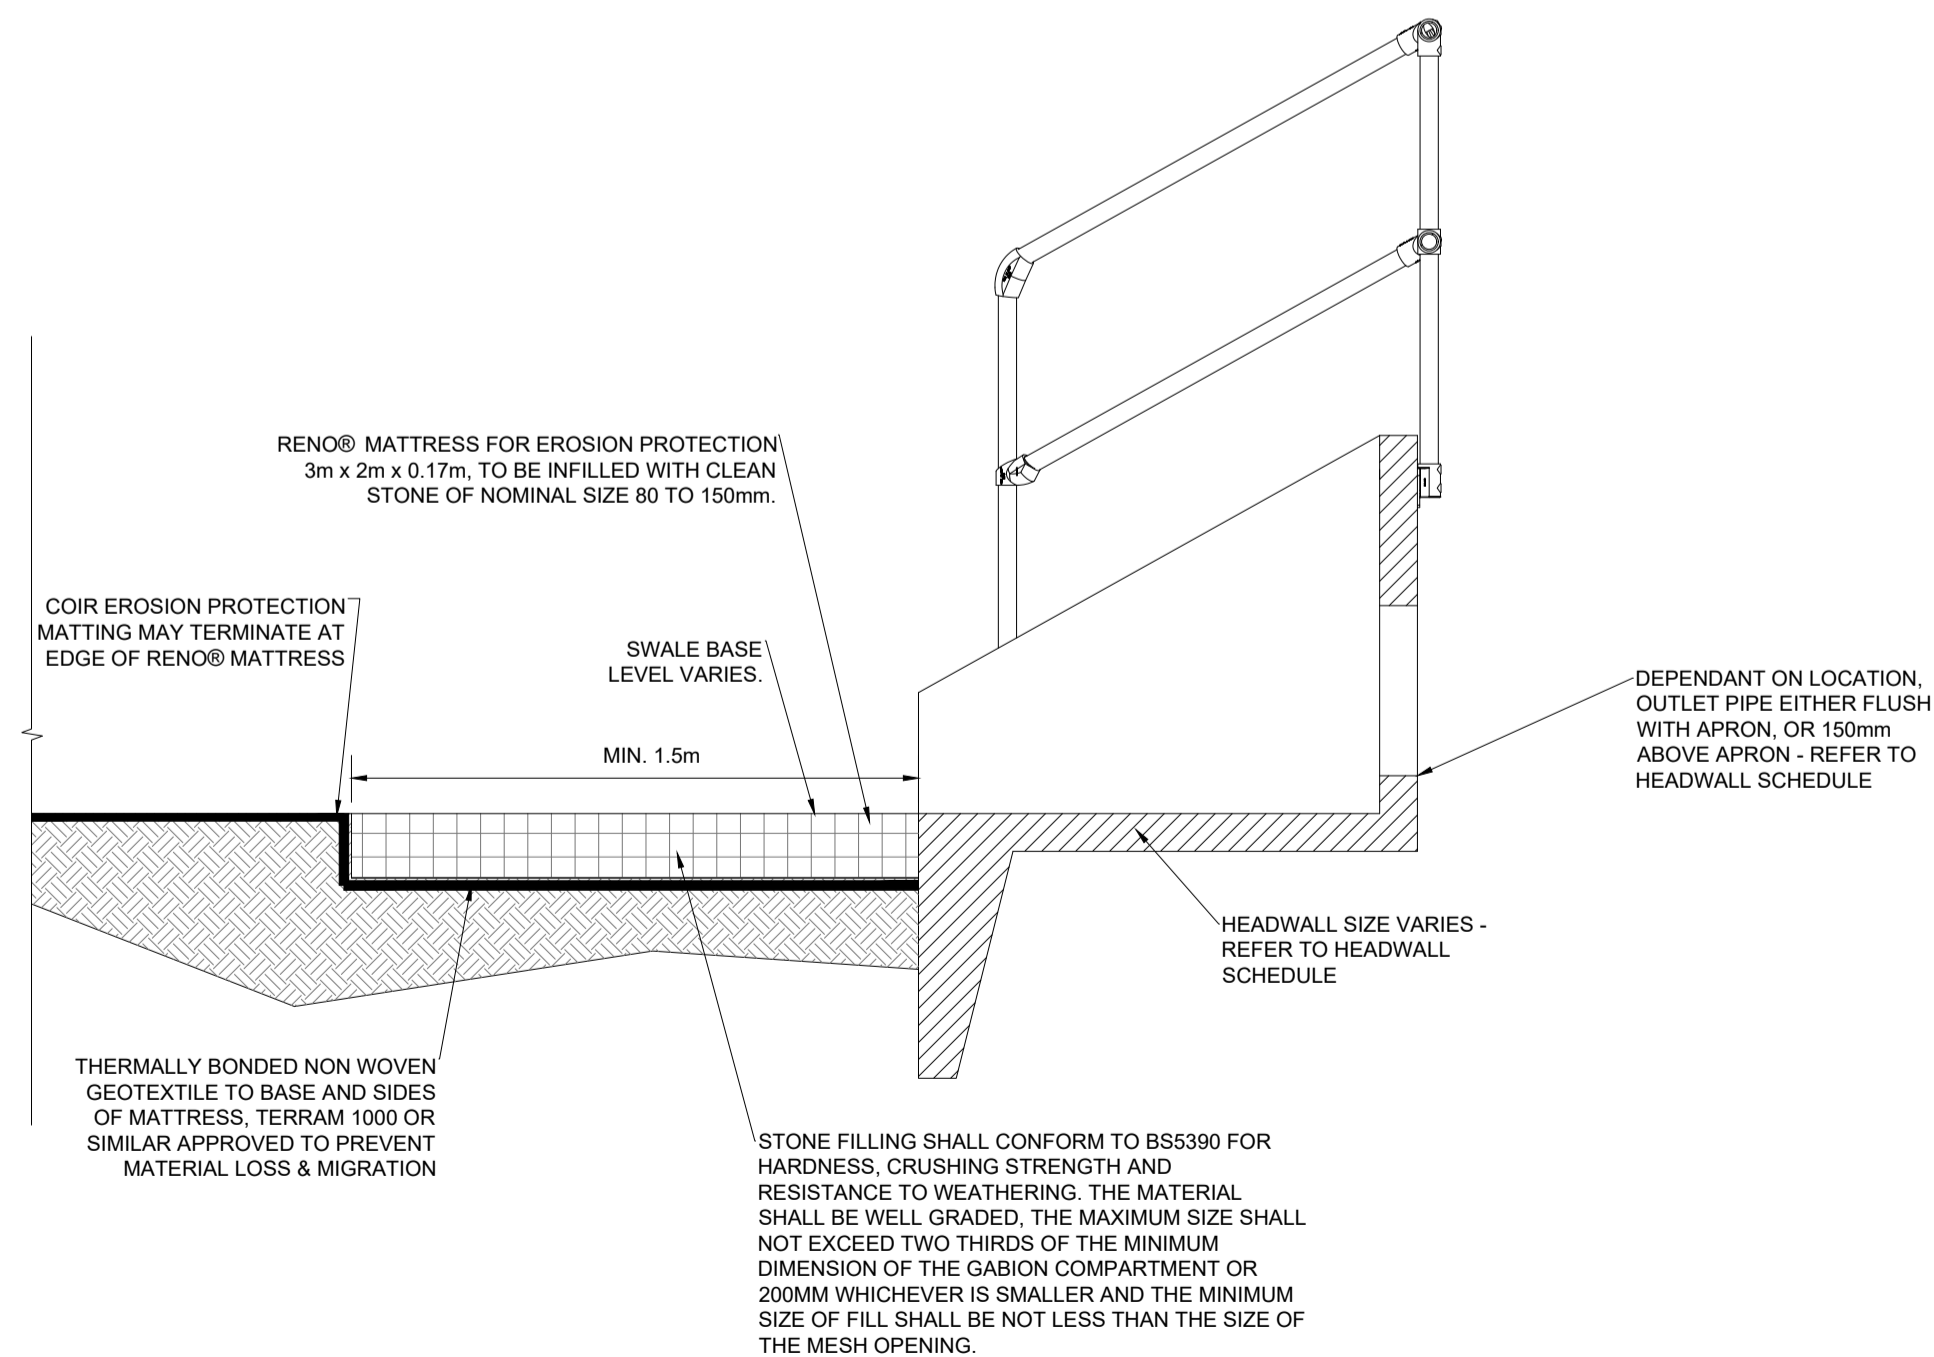 RENO® MATTRESS FOR EROSION PROTECTION
3m x 2m x 0.17m, TO BE INFILLED WITH CLEAN
STONE OF NOMINAL SIZE 80 TO 150mm.
COIR EROSION PROTECTION
MATTING MAY TERMINATE AT
EDGE OF RENO® MATTRESS
SWALE BASE
LEVEL VARIES.
DEPENDANT ON LOCATION,
OUTLET PIPE EITHER FLUSH
WITH APRON, OR 150mm
ABOVE APRON - REFER TO
HEADWALL SCHEDULE
MIN. 1.5m
HEADWALL SIZE VARIES -
REFER TO HEADWALL
SCHEDULE
THERMALLY BONDED NON WOVEN
GEOTEXTILE TO BASE AND SIDES
OF MATTRESS, TERRAM 1000 OR
SIMILAR APPROVED TO PREVENT
MATERIAL LOSS & MIGRATION
STONE FILLING SHALL CONFORM TO BS5390 FOR
HARDNESS, CRUSHING STRENGTH AND
RESISTANCE TO WEATHERING. THE MATERIAL
SHALL BE WELL GRADED, THE MAXIMUM SIZE SHALL
NOT EXCEED TWO THIRDS OF THE MINIMUM
DIMENSION OF THE GABION COMPARTMENT OR
200MM WHICHEVER IS SMALLER AND THE MINIMUM
SIZE OF FILL SHALL BE NOT LESS THAN THE SIZE OF
THE MESH OPENING.